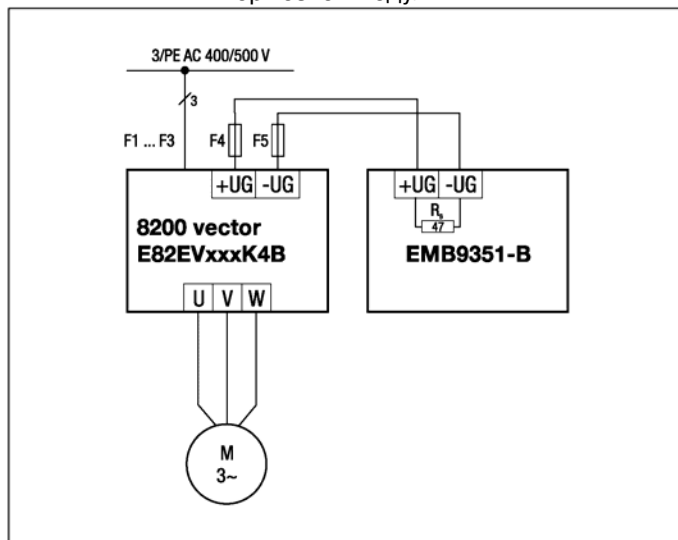 3/PE AC 400/500 V
3
F1 ... F3
F4
F5
+UG -UG
+UG -UG
Rs
47
8200 vector
E82EVxxxK4B
EMB9351-B
U V W
M
3~